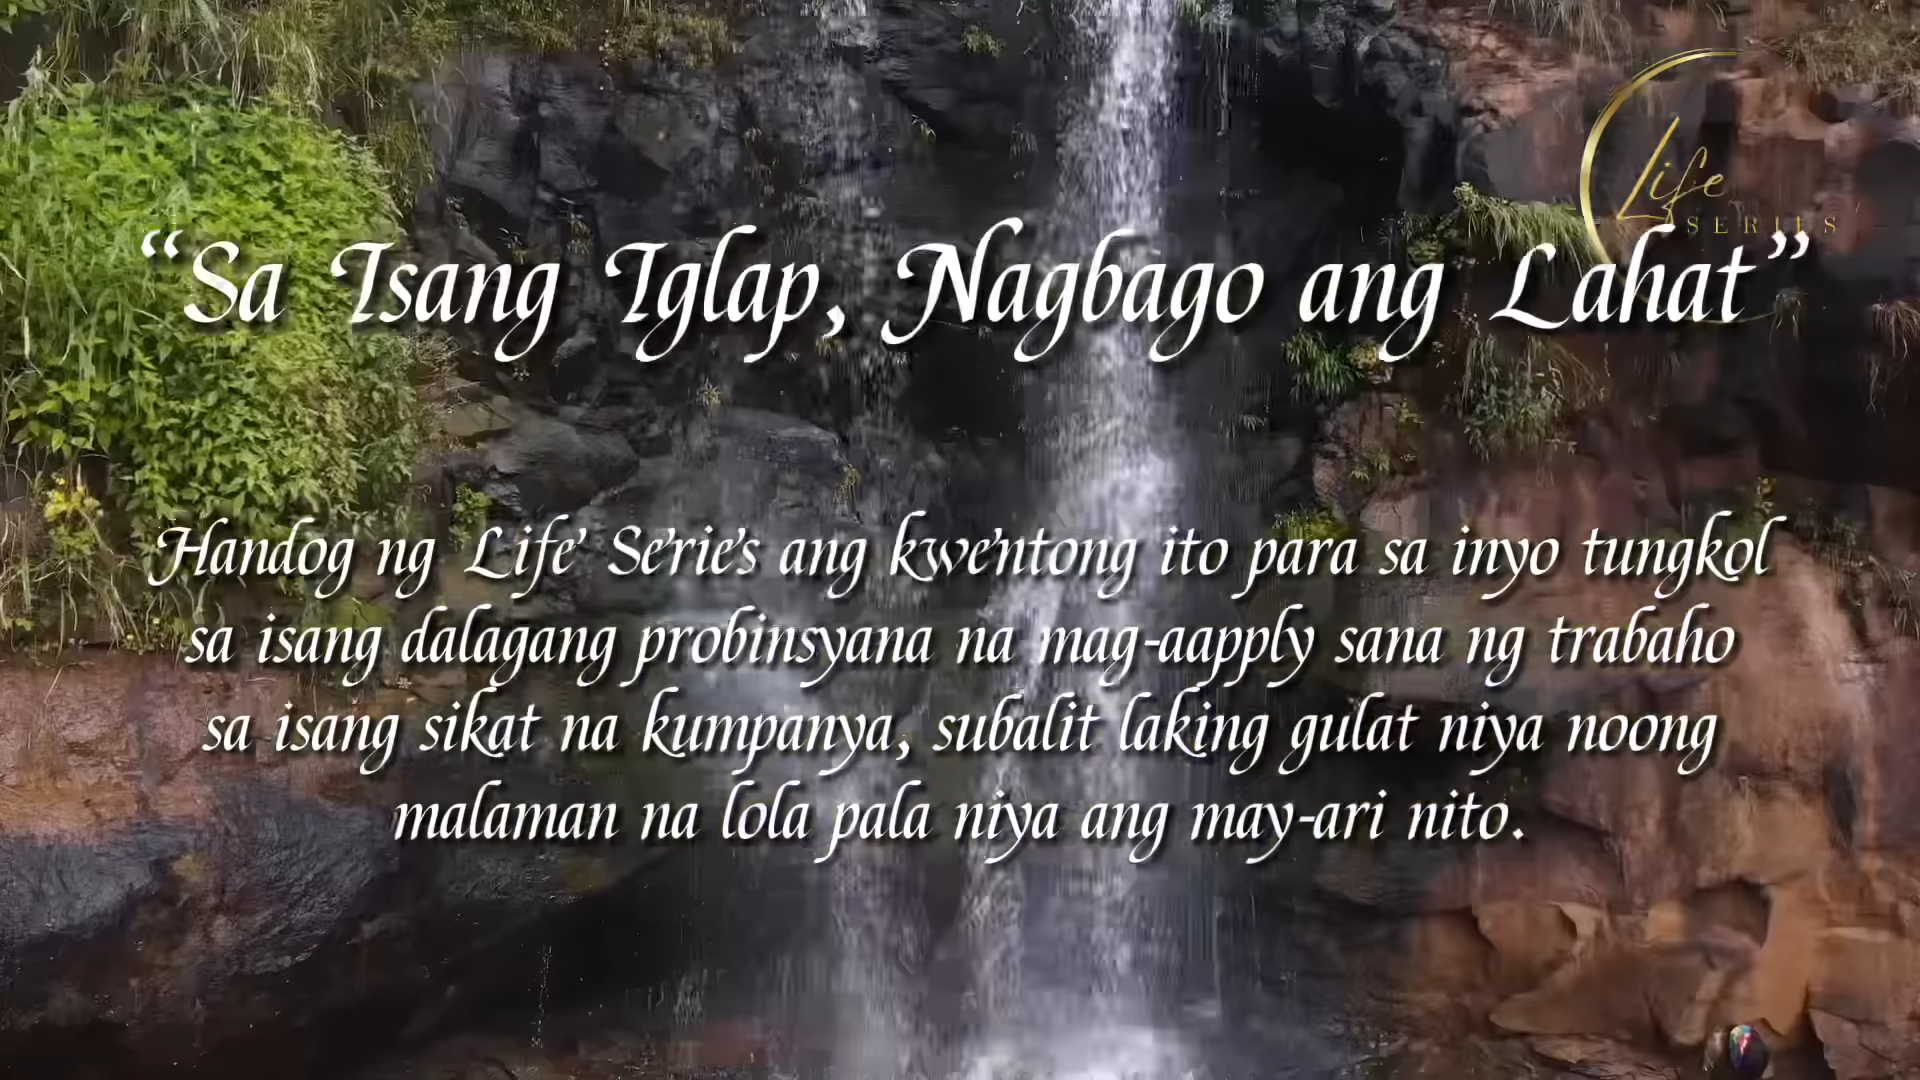 Life
SERIES
“Sa Isang Iglap, Nagbago ang Lahat”
Handog ng Life Series ang kwentong ito para sa inyo tungkol
sa isang dalagang probinsyana na mag-aapply sana ng trabaho
sa isang sikat na kumpanya, subalit laking gulat niya noong
malaman na lola pala niya ang may-ari nito.